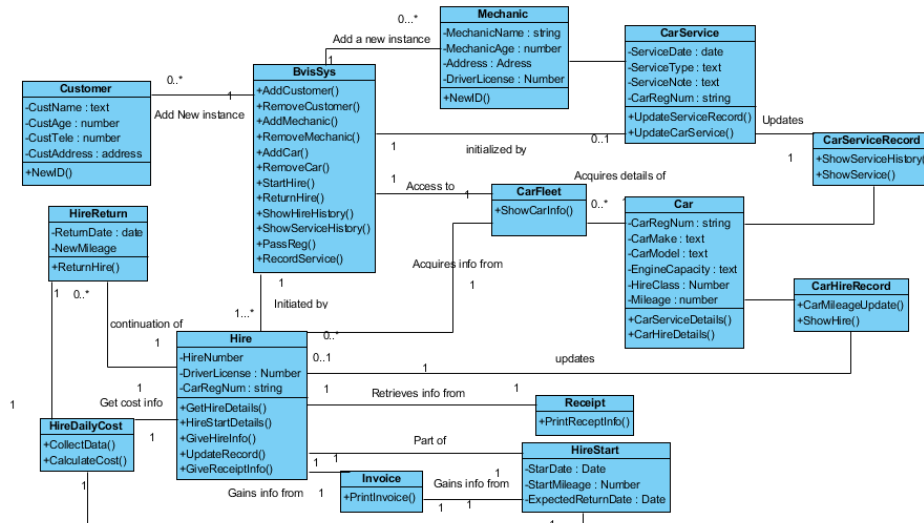 0...*
Mechanic
-MechanicName : string
-MechanicAge : number
-Address : Adress
-DriverLicense : Number
+NewID()
Add a new instance
1
CarService
-ServiceDate : date
-ServiceType : text
-ServiceNote : text
-CarRegNum : string
+UpdateServiceRecord()
+UpdateCarService()
BvisSys
+AddCustomer()
+RemoveCustomer()
+AddMechanic()
+RemoveMechanic()
+AddCar()
+RemoveCar()
+StartHire()
+ReturnHire()
+ShowHireHistory()
+ShowServiceHistory()
+PassReg()
+RecordService()
Customer
-CustName : text
-CustAge : number
-CustTele : number
-CustAddress : address
+NewID()
0..*
1
Add New instance
1
initialized by
0..1
Updates
1
CarServiceRecord
+ShowServiceHistory()
+ShowService()
1
Access to
1
CarFleet
+ShowCarInfo()
Acquires details of
0..*
1
Car
-CarRegNum : string
-CarMake : text
-CarModel : text
-EngineCapacity : text
-HireClass : Number
-Mileage : number
+CarServiceDetails()
+CarHireDetails()
HireReturn
-ReturnDate : date
-NewMileage
+ReturnHire()
Acquires info from
1
1
Initiated by
1...*
0..*
CarHireRecord
+CarMileageUpdate()
+ShowHire()
1
0..*
continuation of
1
Hire
-HireNumber
-DriverLicense : Number
-CarRegNum : string
+GetHireDetails()
+HireStartDetails()
+GiveHireInfo()
+UpdateRecord()
+GiveReceiptInfo()
0..1
1
updates
1
Retrieves info from
1
Receipt
+PrintReceptInfo()
1
Get cost info
1
1
HireDailyCost
+CollectData()
+CalculateCost()
1
Part of
1
1
1
HireStart
-StarDate : Date
-StartMileage : Number
-ExpectedReturnDate : Date
Gains info from
1
Invoice
+PrintInvoice()
Gains info from
1
1
1
1